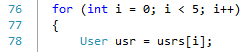 76 for (int i = 0; i < 5; i++)
77 {
78 User usr = usrs[i];